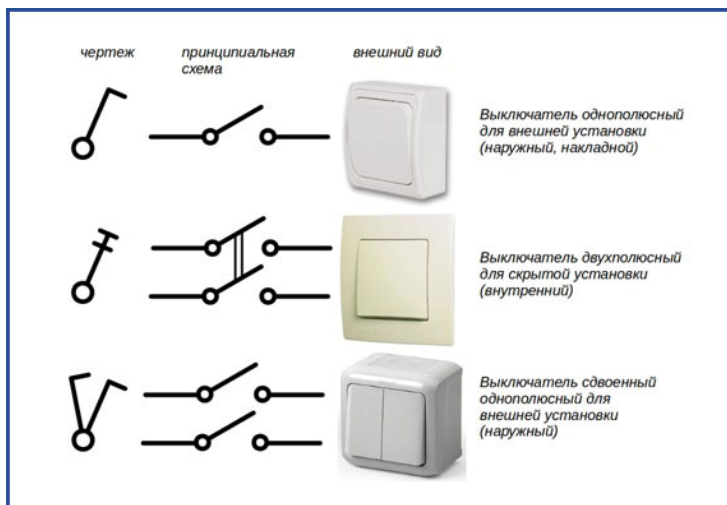 чертеж
принципиальная
схема
внешний вид
Выключатель однополюсный
для внешней установки
(наружный, накладной)
Выключатель двухполюсный
для скрытой установки
(внутренний)
Выключатель сдвоенный
однополюсный для
внешней установки
(наружный)